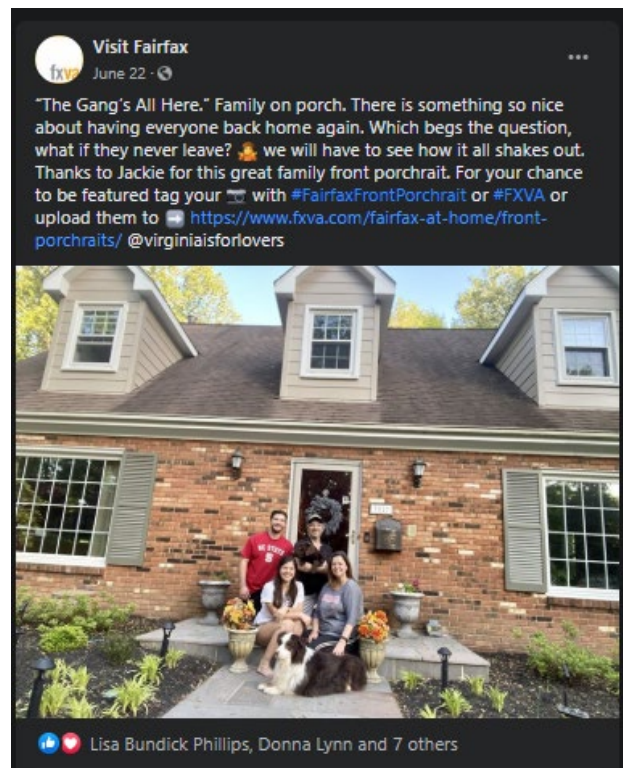 fxva
Visit Fairfax
June 22 ·
"The Gang's All Here." Family on porch. There is something so nice
about having everyone back home again. Which begs the question,
what if they never leave? 🤷 we will have to see how it all shakes out.
Thanks to Jackie for this great family front porchrait. For your chance
to be featured tag your 📷 with #FairfaxFrontPorchrait or #FXVA or
upload them to ➡️ https://www.fxva.com/fairfax-at-home/front-
porchraits/ @virginiaisforlovers
NC STATE
S
Lisa Bundick Phillips, Donna Lynn and 7 others